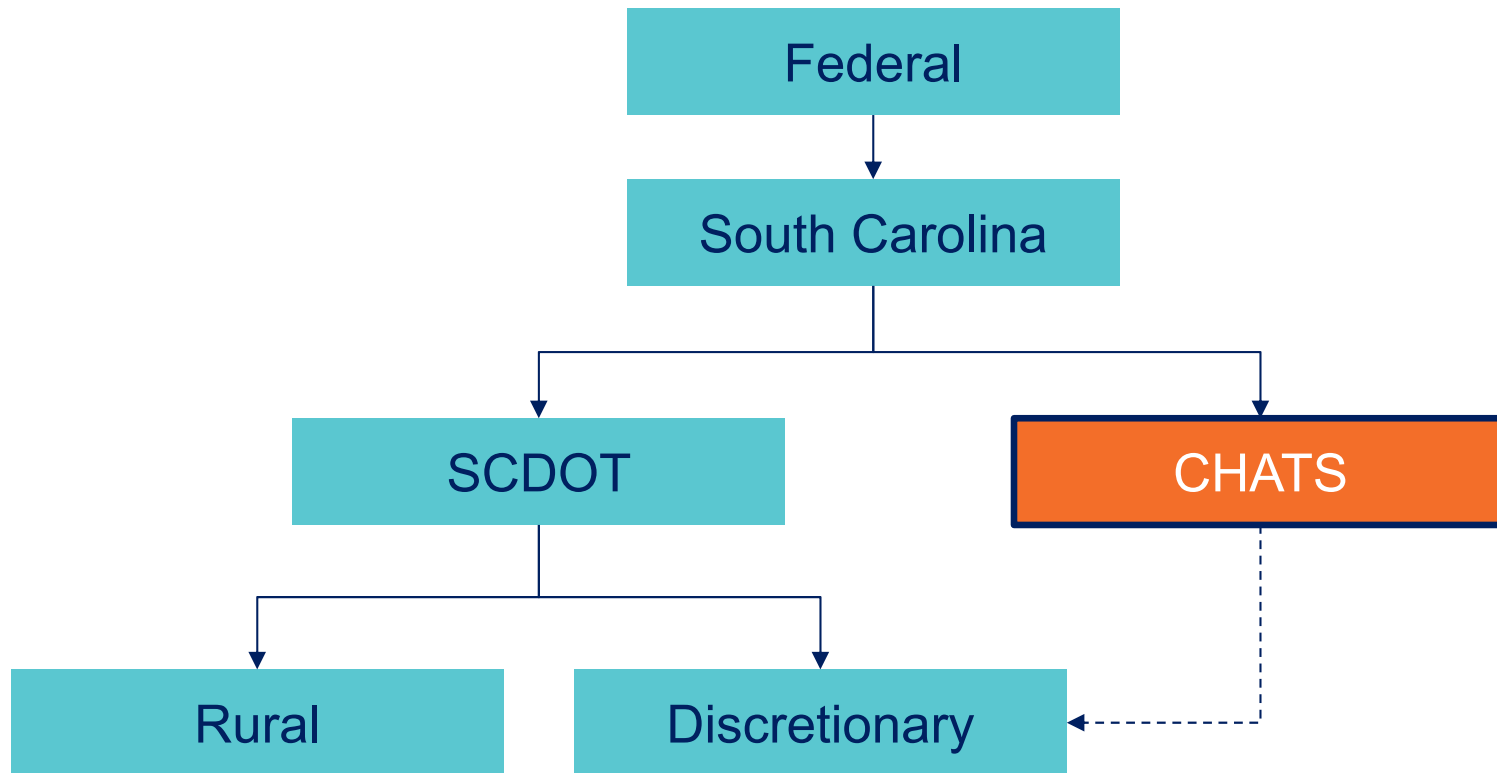 Federal
South Carolina
SCDOT
CHATS
Rural
Discretionary